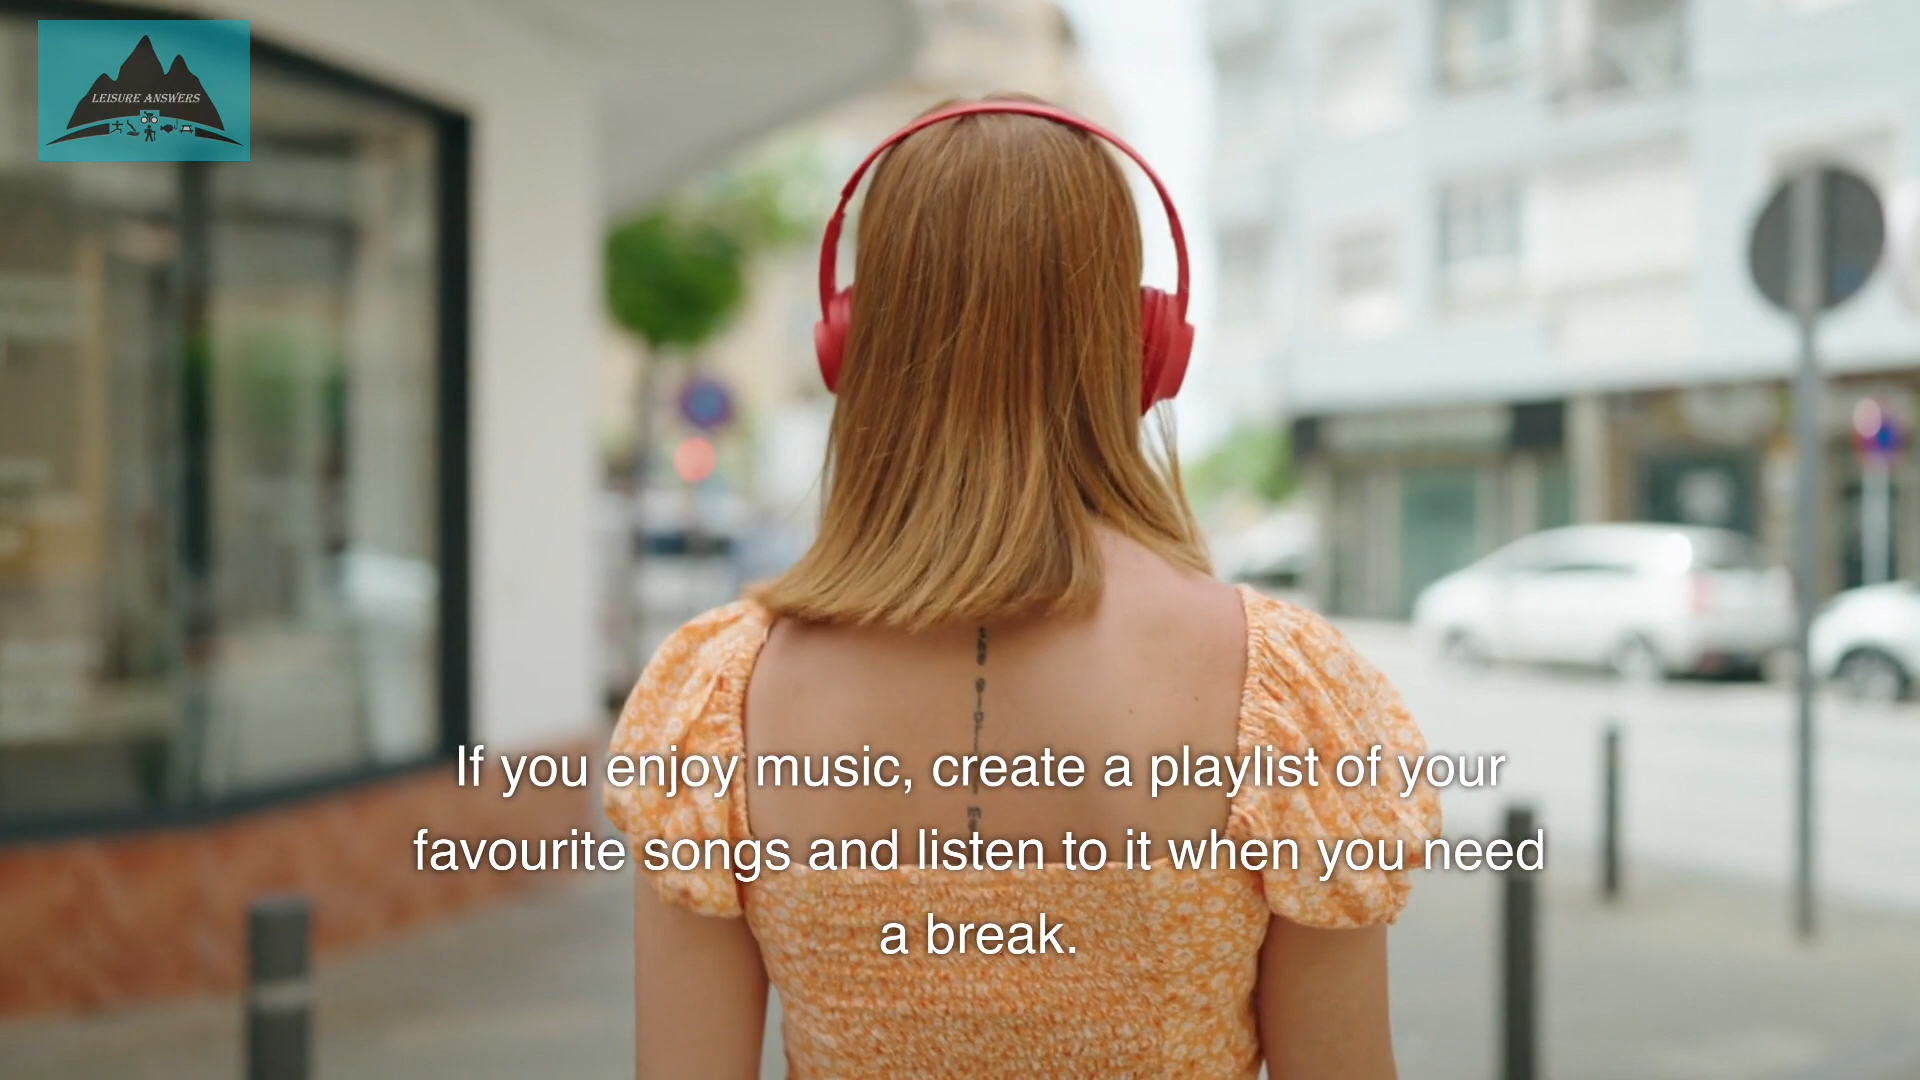 LEISURE ANSWERS
If you enjoy music, create a playlist of your
favourite songs and listen to it when you need
a break.